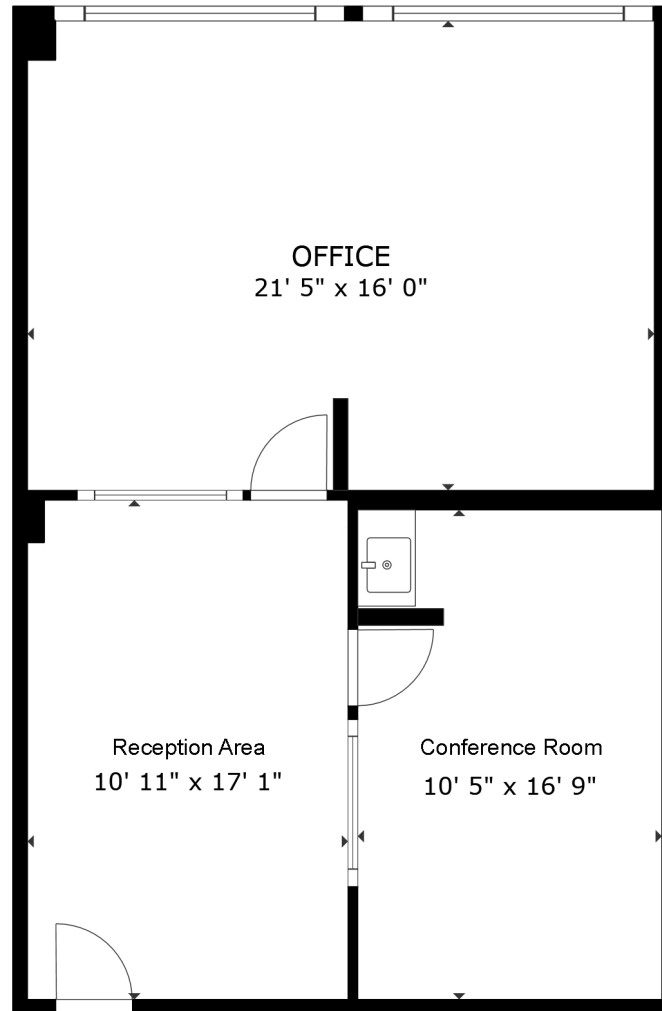 OFFICE
21' 5" x 16' 0"
Reception Area
10' 11" x 17' 1"
Conference Room
10' 5" x 16' 9"